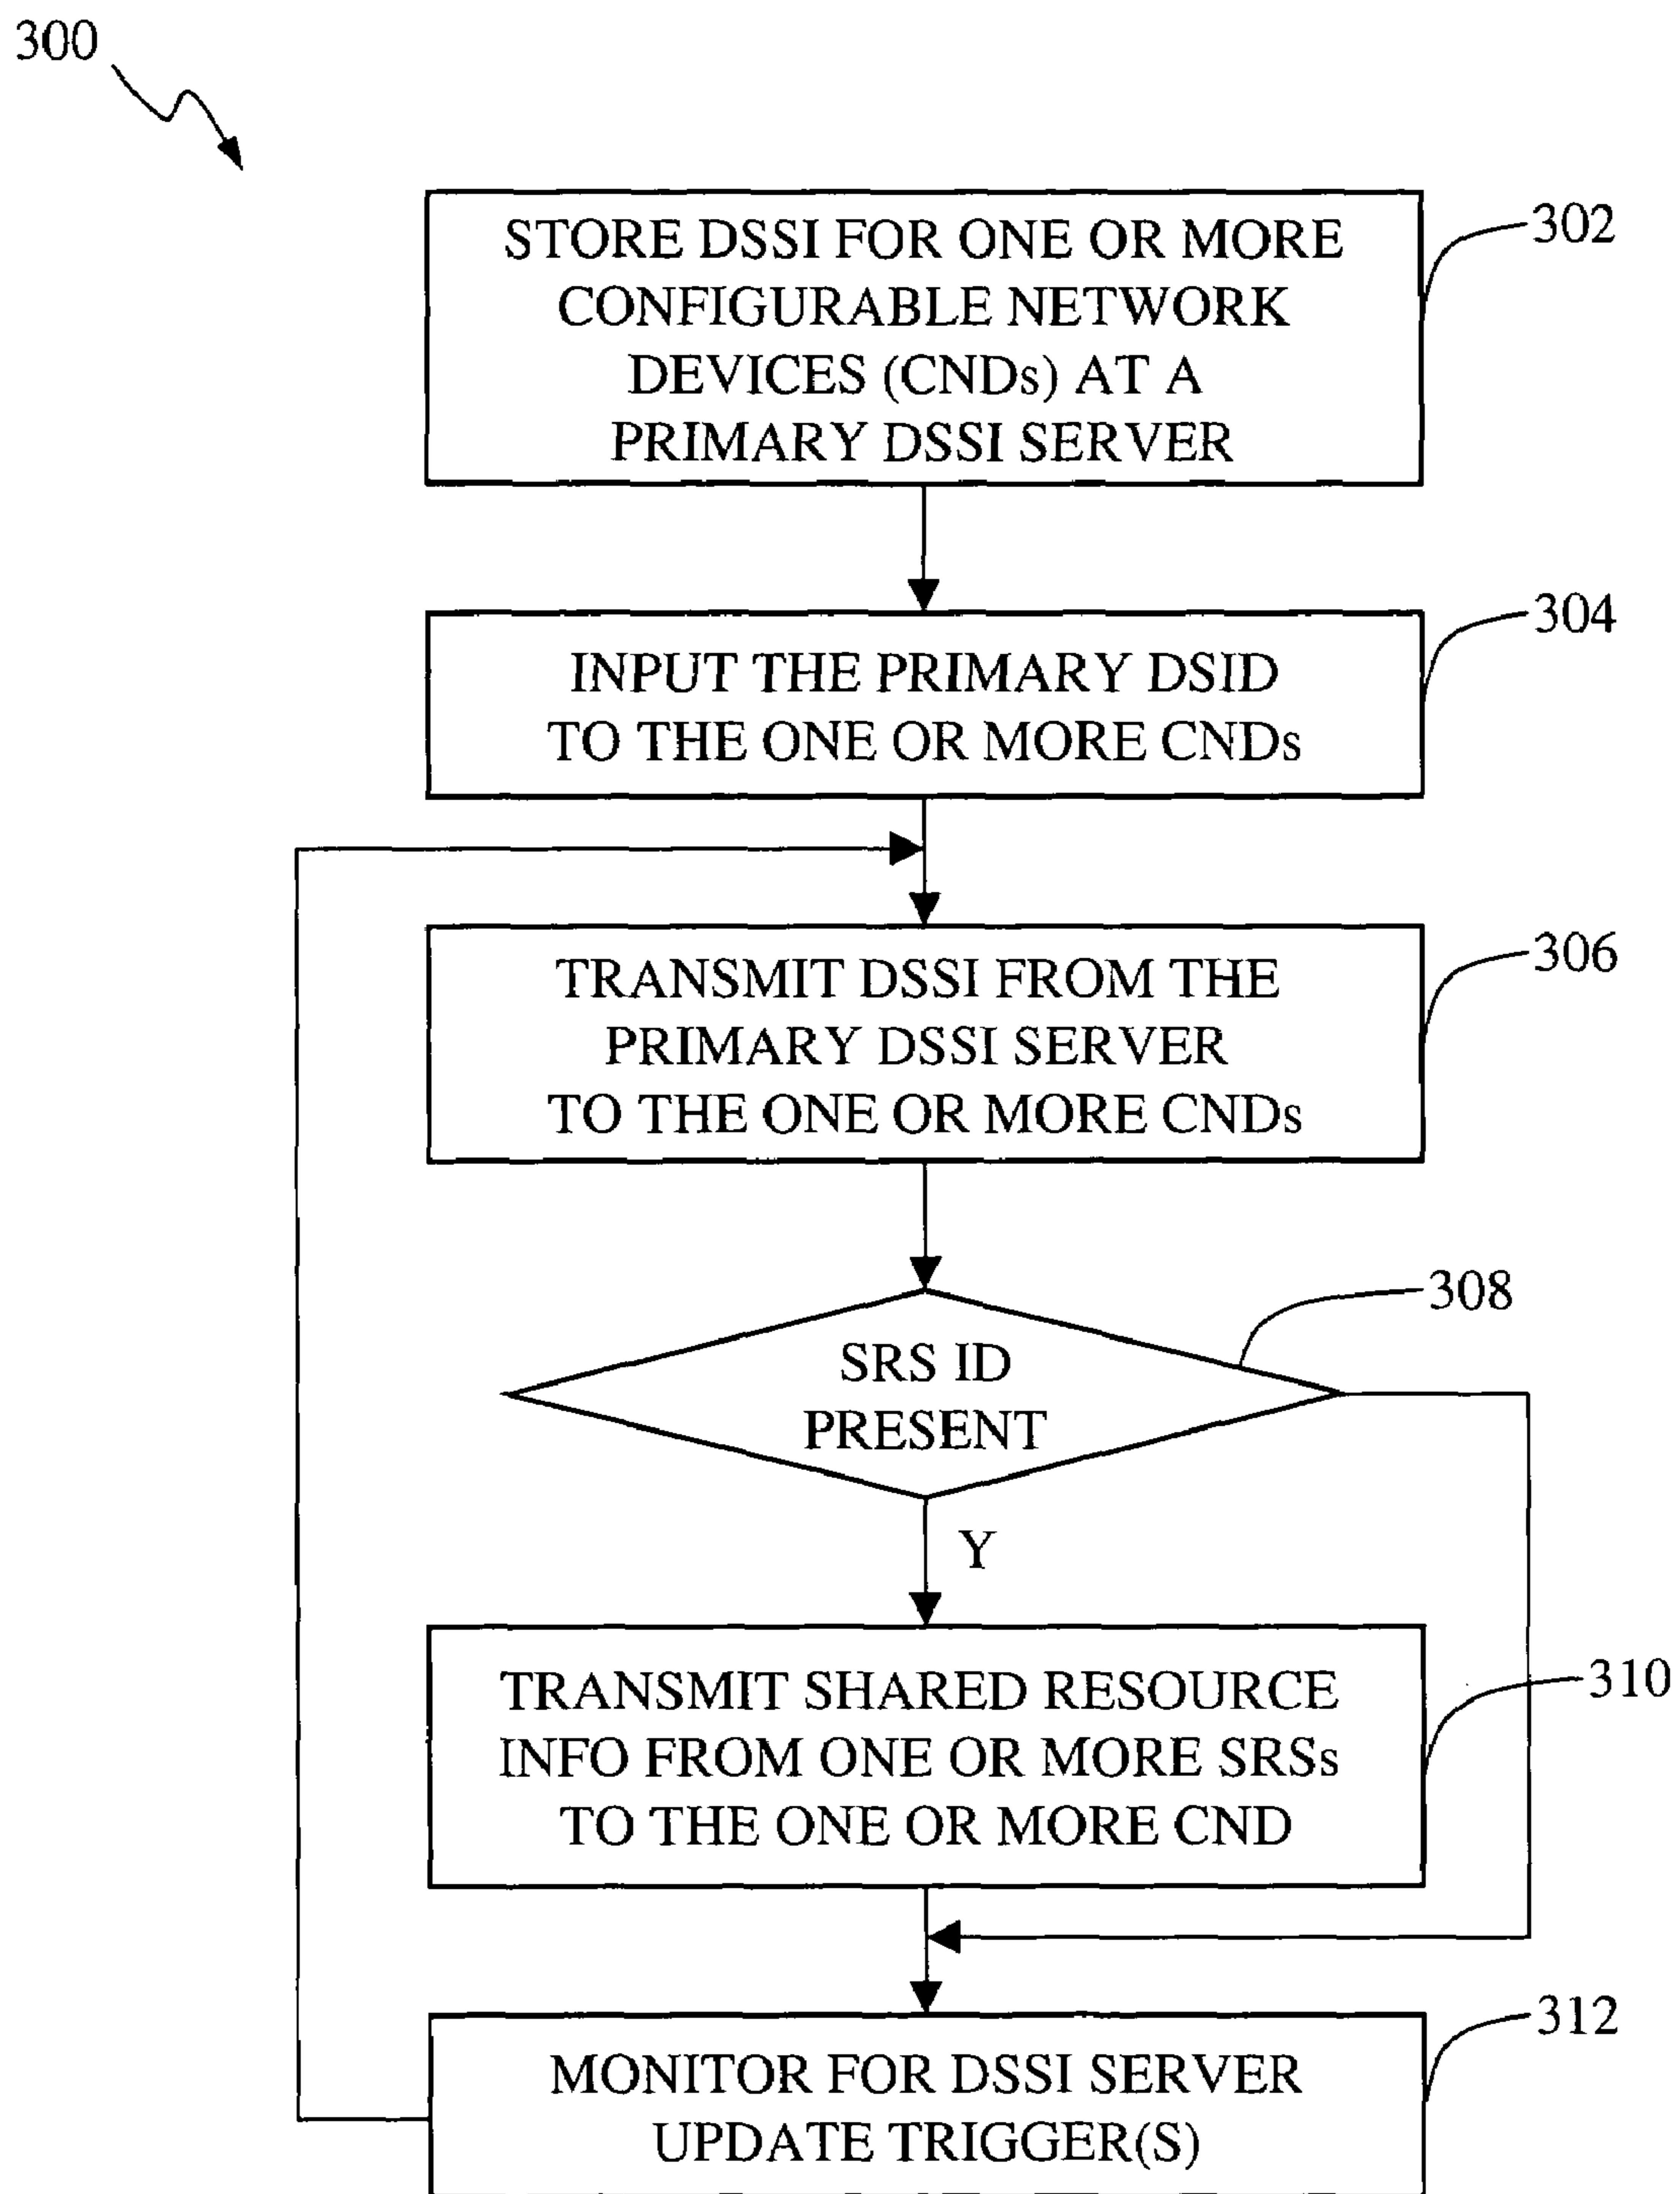 300
STORE DSSI FOR ONE OR MORE
CONFIGURABLE NETWORK
DEVICES (CNDs) AT A
PRIMARY DSSI SERVER
302
INPUT THE PRIMARY DSID
TO THE ONE OR MORE CNDs
304
TRANSMIT DSSI FROM THE
PRIMARY DSSI SERVER
TO THE ONE OR MORE CNDs
306
SRS ID
PRESENT
308
Y
TRANSMIT SHARED RESOURCE
INFO FROM ONE OR MORE SRSs
TO THE ONE OR MORE CND
310
MONITOR FOR DSSI SERVER
UPDATE TRIGGER(S)
312